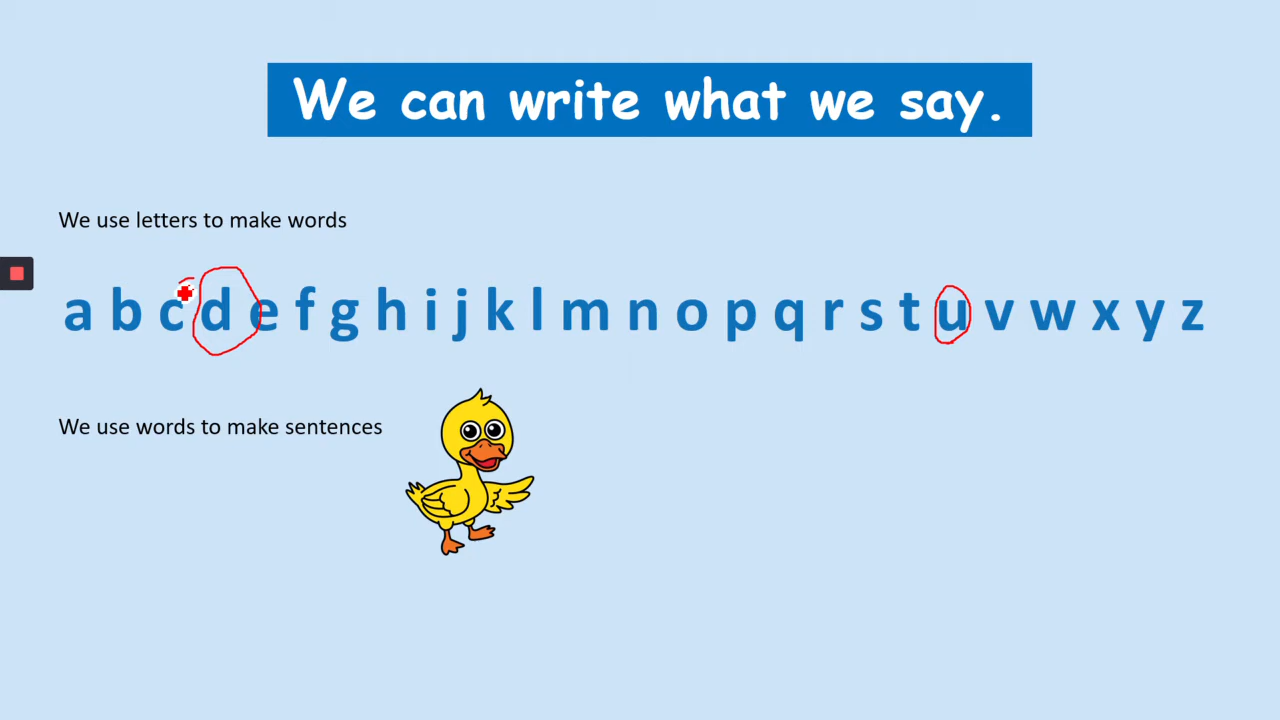 We can write what we say.
We use letters to make words
a b c d e f g h i j k l m n o p q r s t u v w x y z
We use words to make sentences